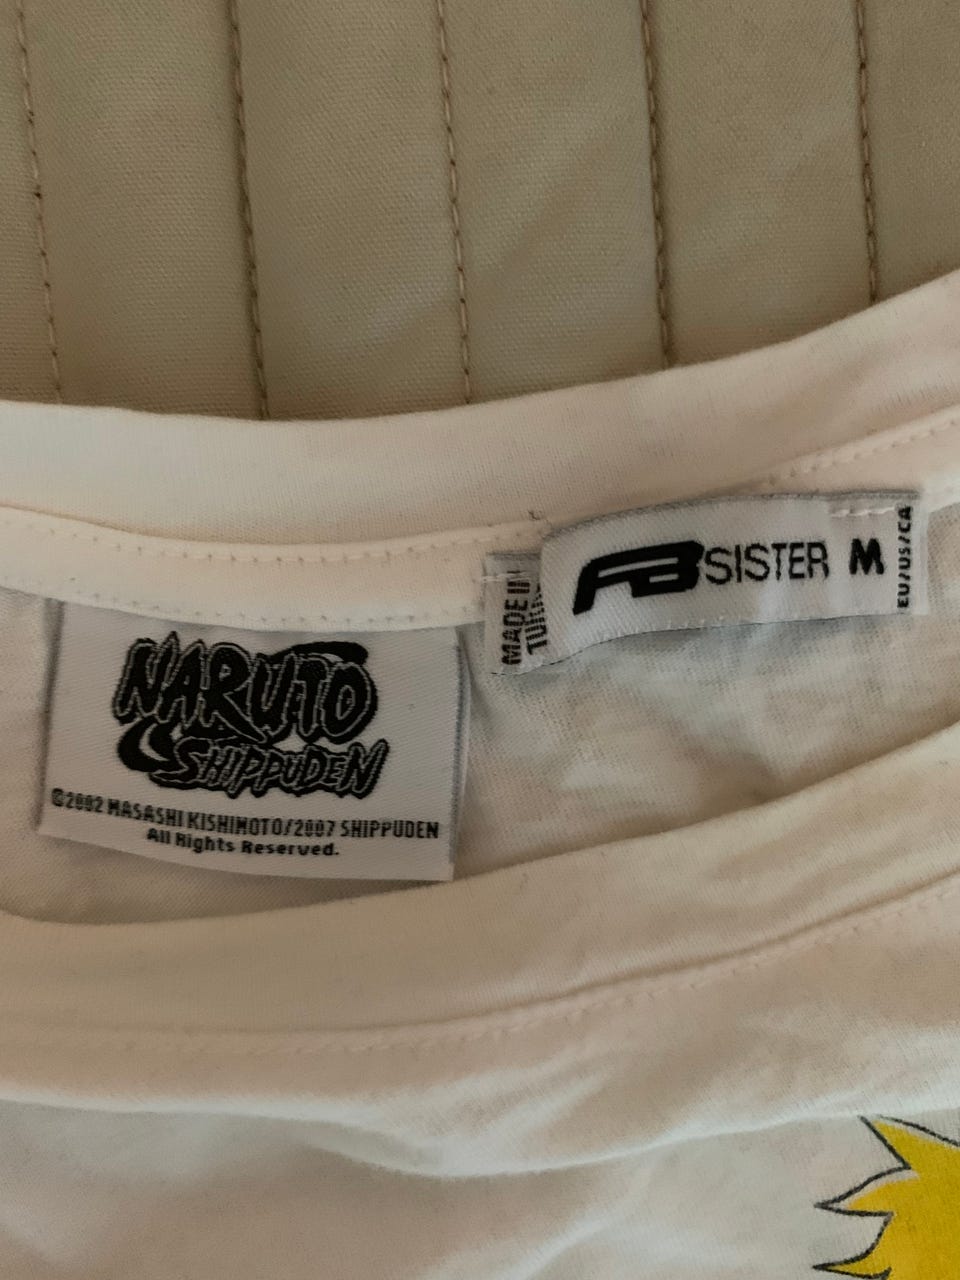 NARUTO
SHIPPUDEN
©2002 MASASHI KISHIMOTO/2007 SHIPPUDEN
All Rights Reserved.
MADE IN
FB SISTER M
EU/US/CA